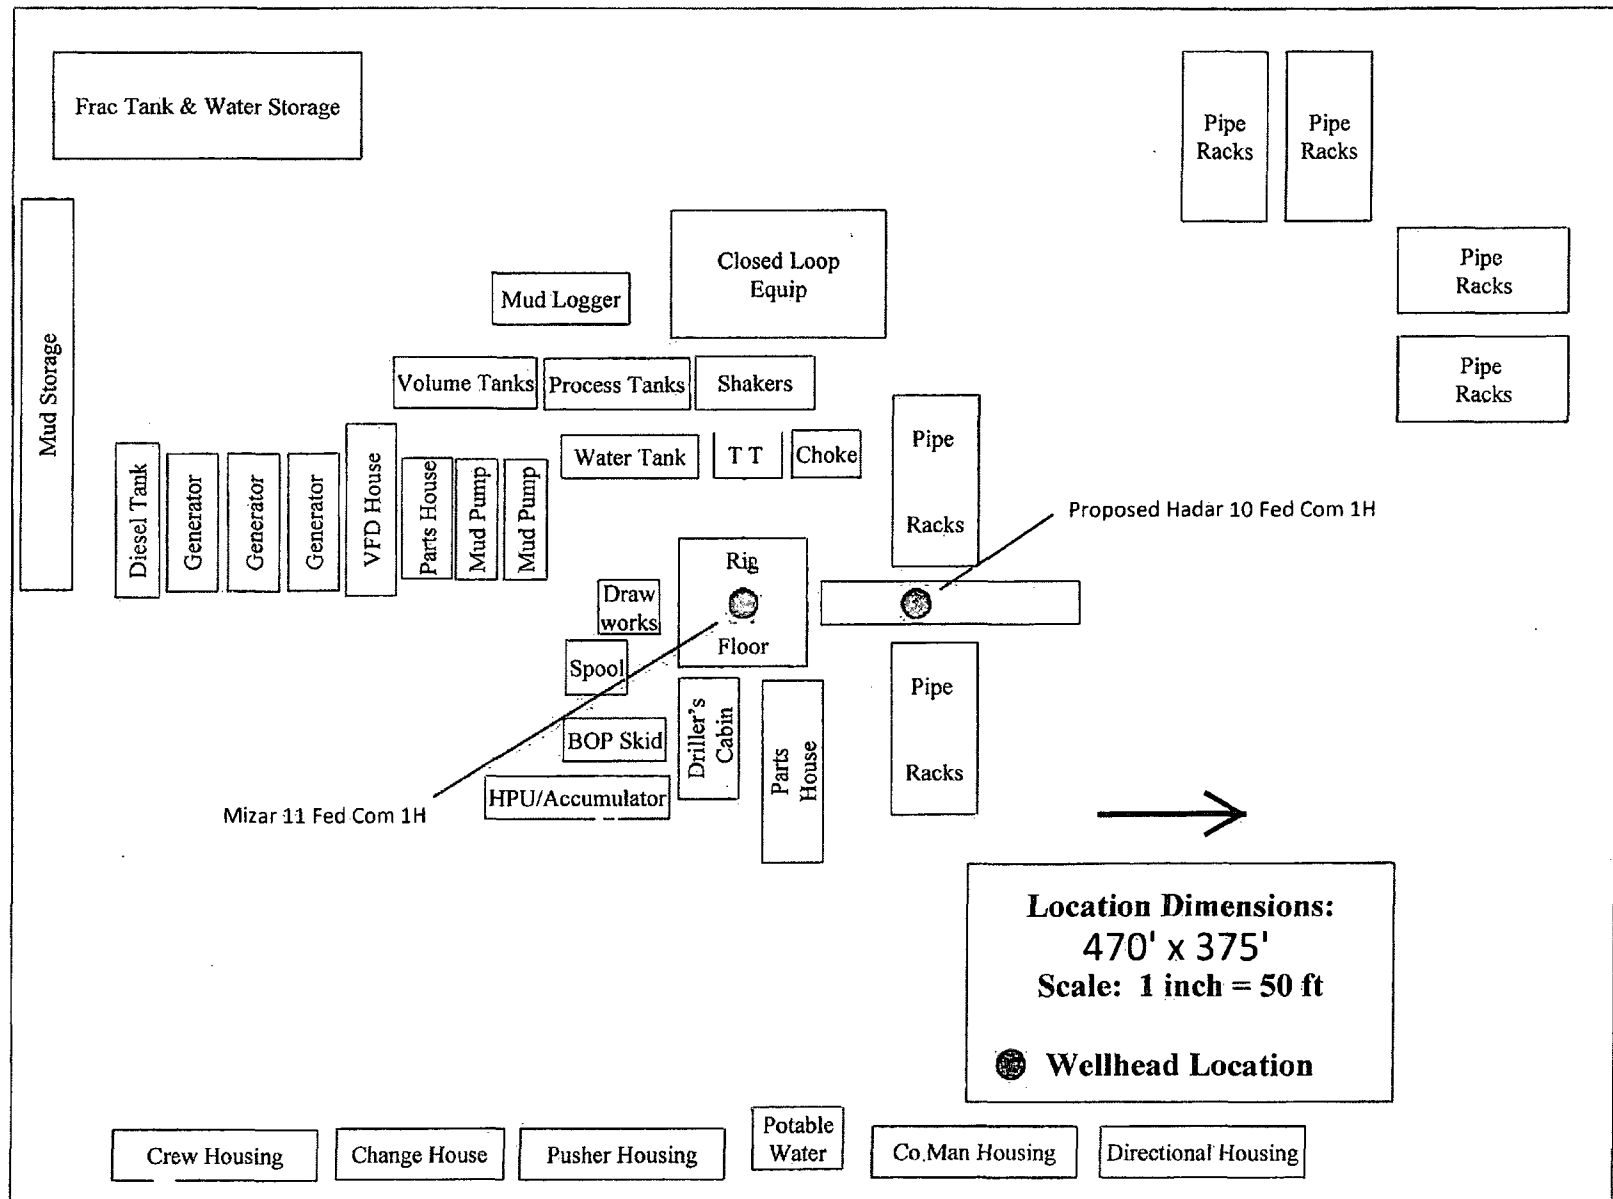 Frac Tank & Water Storage
Pipe
Racks
Pipe
Racks
Pipe
Racks
Pipe
Racks
Closed Loop
Equip
Mud Logger
Mud Storage
Volume Tanks
Process Tanks
Shakers
Water Tank
T T
Choke
Pipe
Racks
Diesel Tank
Generator
Generator
Generator
VFD House
Parts House
Mud Pump
Mud Pump
Proposed Hadar 10 Fed Com 1H
Rig
Floor
Draw
works
Spool
BOP Skid
HPU/Accumulator
Driller's
Cabin
Parts
House
Pipe
Racks
Mizar 11 Fed Com 1H
Location Dimensions:
470' x 375'
Scale: 1 inch = 50 ft
Wellhead Location
Crew Housing
Change House
Pusher Housing
Potable
Water
Co.Man Housing
Directional Housing